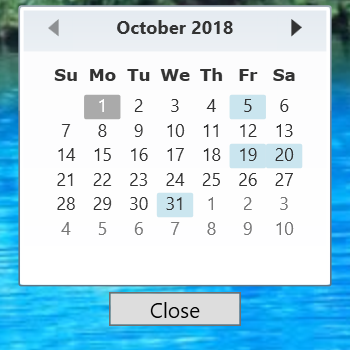 October 2018
Su Mo Tu We Th Fr Sa
1 2 3 4 5 6
7 8 9 10 11 12 13
14 15 16 17 18 19 20
21 22 23 24 25 26 27
28 29 30 31 1 2 3
4 5 6 7 8 9 10
Close